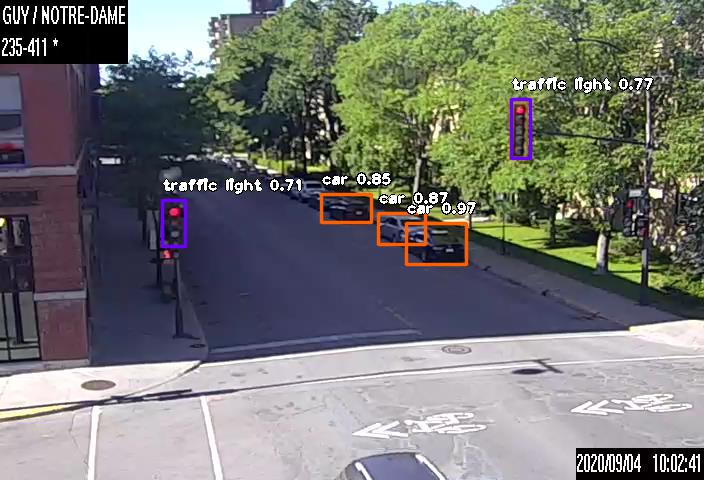 GUY / NOTRE-DAME
235-411 *
traffic light 0.77
car 0.85
traffic light 0.71
car 0.87
car 0.97
2020/09/04 10:02:41